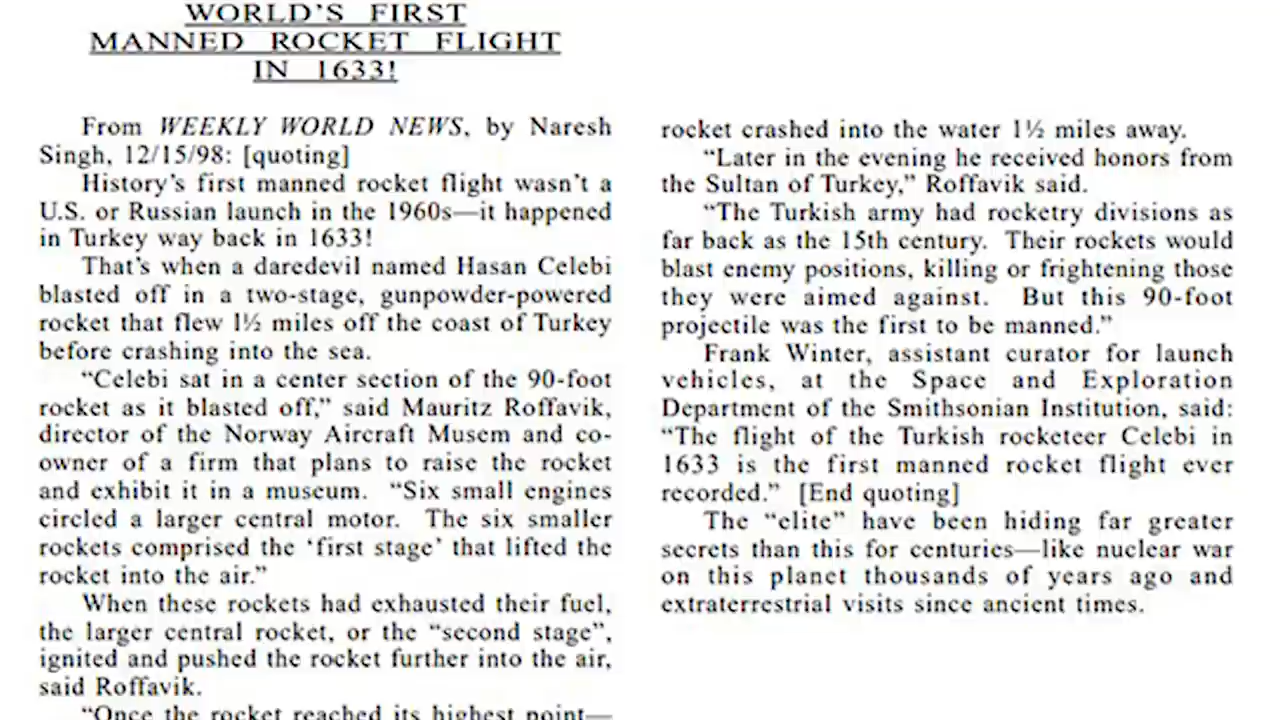 WORLD'S FIRST
MANNED ROCKET FLIGHT
IN 1633!
From WEEKLY WORLD NEWS, by Naresh
Singh, 12/15/98: [quoting]
History's first manned rocket flight wasn't a
U.S. or Russian launch in the 1960s—it happened
in Turkey way back in 1633!
That's when a daredevil named Hasan Celebi
blasted off in a two-stage, gunpowder-powered
rocket that flew 1½ miles off the coast of Turkey
before crashing into the sea.
“Celebi sat in a center section of the 90-foot
rocket as it blasted off,” said Mauritz Roffavik,
director of the Norway Aircraft Musem and co-
owner of a firm that plans to raise the rocket
and exhibit it in a museum. “Six small engines
circled a larger central motor. The six smaller
rockets comprised the ‘first stage’ that lifted the
rocket into the air.”
When these rockets had exhausted their fuel,
the larger central rocket, or the “second stage”,
ignited and pushed the rocket further into the air,
said Roffavik.
“Once the rocket reached its highest point—
rocket crashed into the water 1½ miles away.
“Later in the evening he received honors from
the Sultan of Turkey,” Roffavik said.
“The Turkish army had rocketry divisions as
far back as the 15th century. Their rockets would
blast enemy positions, killing or frightening those
they were aimed against. But this 90-foot
projectile was the first to be manned.”
Frank Winter, assistant curator for launch
vehicles, at the Space and Exploration
Department of the Smithsonian Institution, said:
“The flight of the Turkish rocketeer Celebi in
1633 is the first manned rocket flight ever
recorded.” [End quoting]
The “elite” have been hiding far greater
secrets than this for centuries—like nuclear war
on this planet thousands of years ago and
extraterrestrial visits since ancient times.